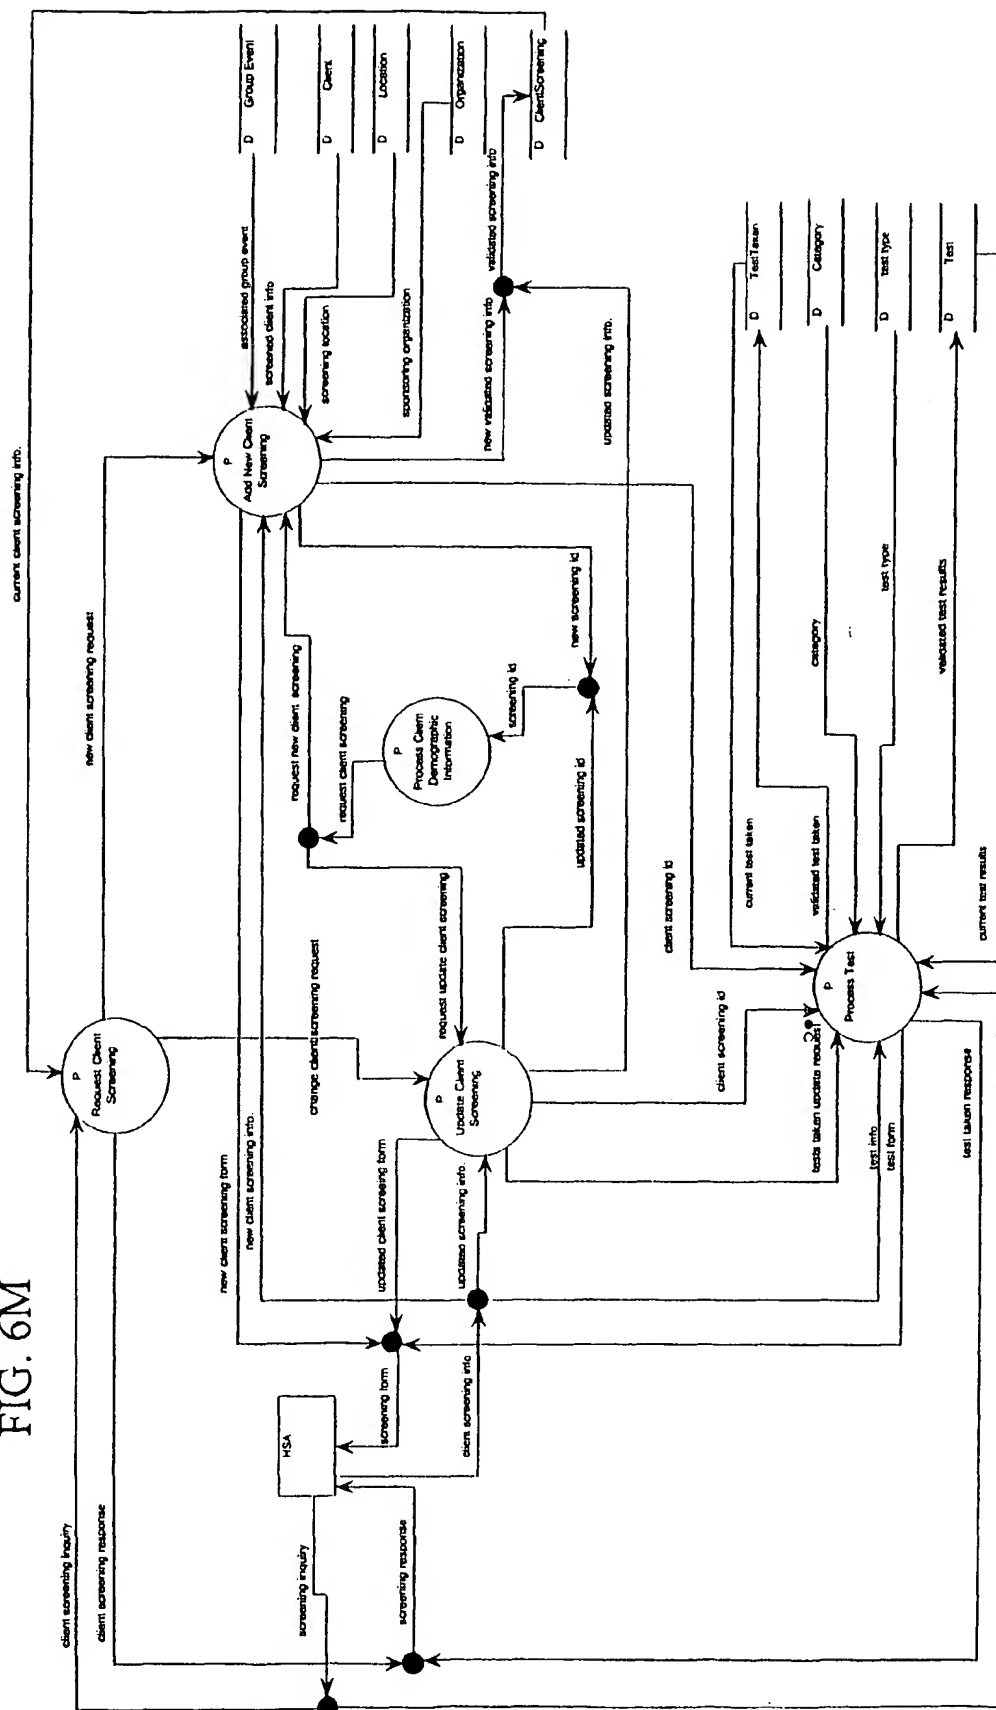 FIG. 6M
current client screening info.
new client screening request
client screening inquiry
client screening response
P
Request Client
Screening
change client screening request
new client screening form
new client screening info.
P
Add New Client
Screening
associated group event
screened client info
screening location
sponsoring organization
D Group Event
D Client
D Location
D Organization
D ClientScreening
validated screening info
new validated screening info
updated screening info.
request new client screening
request client screening
P
Process Client
Demographic
Information
screening id
new screening id
updated screening id
request update client screening
P
Update Client
Screening
updated client screeing form
updated screening info.
HSA
screening form
client screening info
screening inquiry
screening response
client screening id
client screening id
current test taken
validated test taken
category
test type
validated test results
current test results
D TestTaken
D Category
D test type
D Test
P
Process Test
2
tests taken update request
test info
test form
test taken response